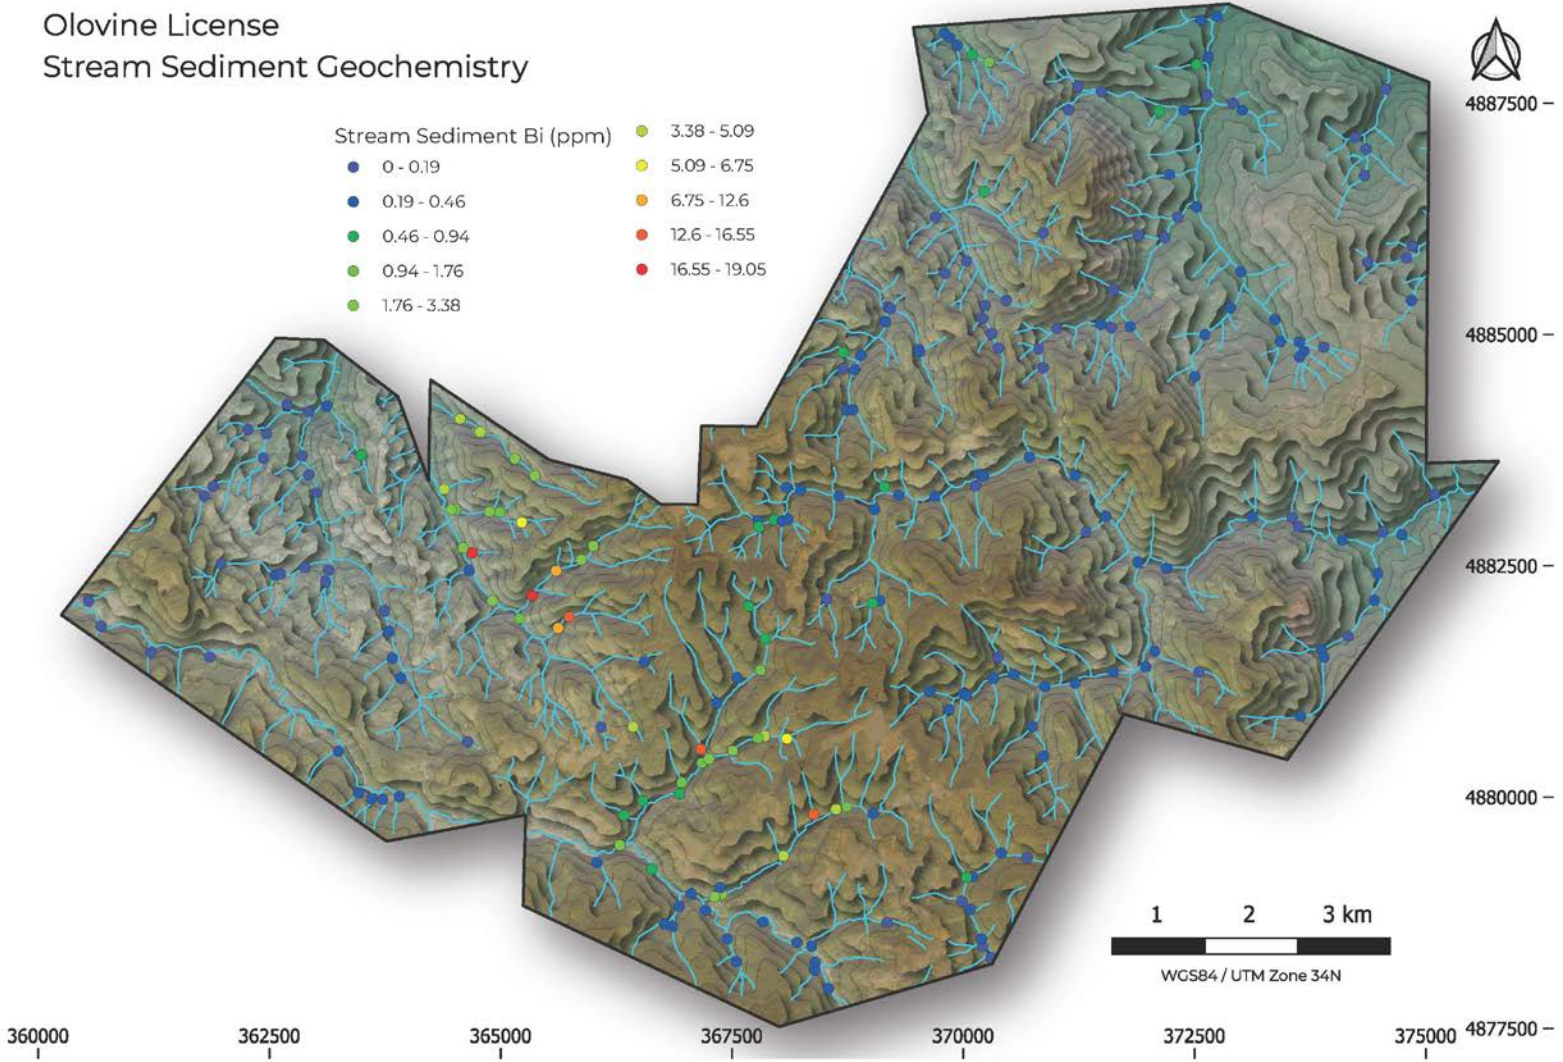 Olovine License
Stream Sediment Geochemistry
Stream Sediment Bi (ppm)
0 - 0.19
0.19 - 0.46
0.46 - 0.94
0.94 - 1.76
1.76 - 3.38
3.38 - 5.09
5.09 - 6.75
6.75 - 12.6
12.6 - 16.55
16.55 - 19.05
4887500
4885000
4882500
4880000
4877500
1 2 3 km
WGS84 / UTM Zone 34N
360000 362500 365000 367500 370000 372500 375000